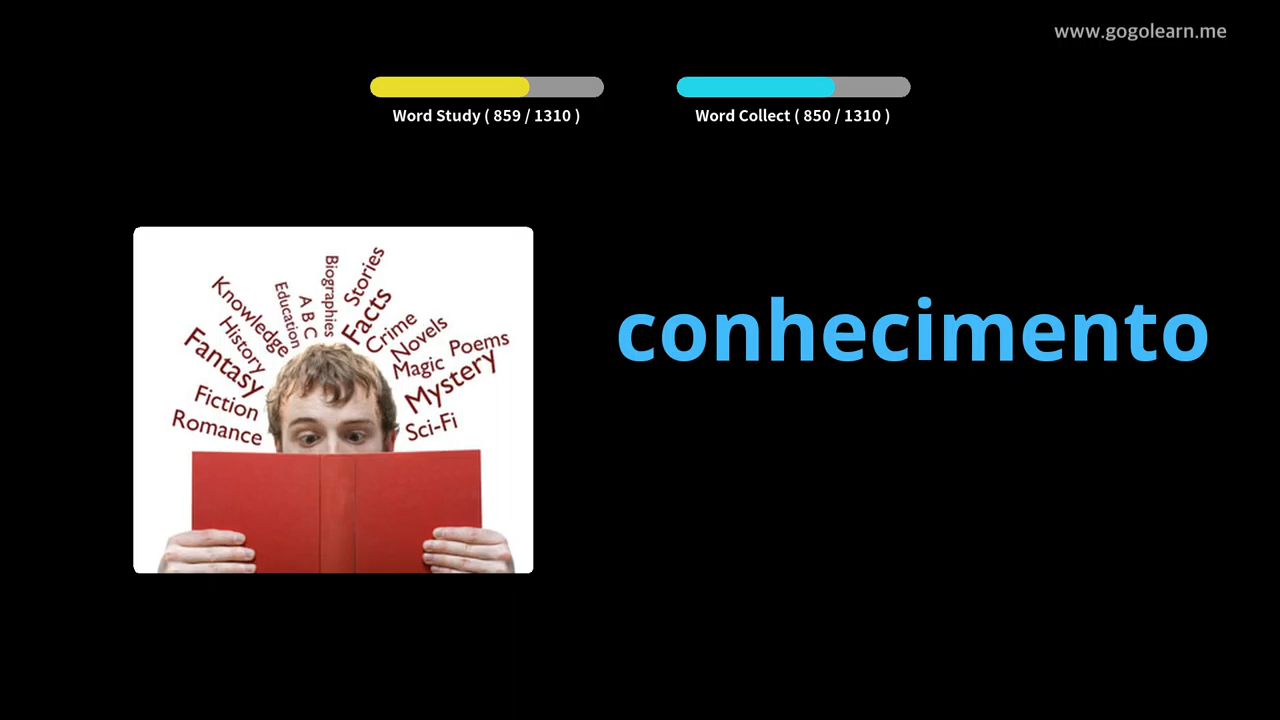 www.gogolearn.me
Word Study ( 859 / 1310 )
Word Collect ( 850 / 1310 )
Knowledge
Education
A B C
Biographies
Stories
Facts
Crime
Novels
Poems
History
Fantasy
Magic
Mystery
Fiction
Romance
Sci-Fi
conhecimento